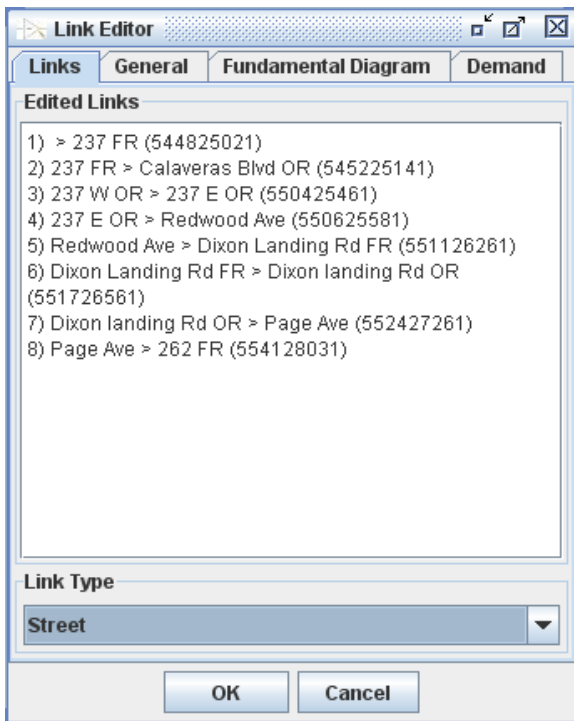 Link Editor
Links General Fundamental Diagram Demand
Edited Links
1)  > 237 FR (544825021)
2) 237 FR > Calaveras Blvd OR (545225141)
3) 237 W OR > 237 E OR (550425461)
4) 237 E OR > Redwood Ave (550625581)
5) Redwood Ave > Dixon Landing Rd FR (551126261)
6) Dixon Landing Rd FR > Dixon landing Rd OR
(551726561)
7) Dixon landing Rd OR > Page Ave (552427261)
8) Page Ave > 262 FR (554128031)
Link Type
Street
OK Cancel